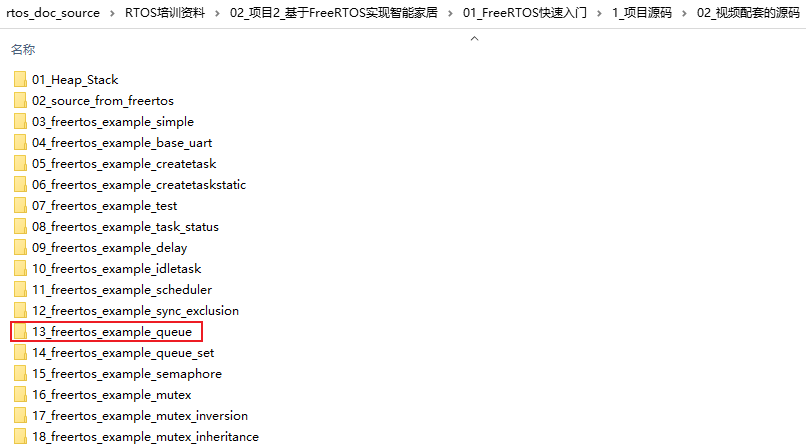 rtos_doc_source > RTOS培训资料 > 02_项目2_基于FreeRTOS实现智能家居 > 01_FreeRTOS快速入门 > 1_项目源码 > 02_视频配套的源码
名称
01_Heap_Stack
02_source_from_freertos
03_freertos_example_simple
04_freertos_example_base_uart
05_freertos_example_createtask
06_freertos_example_createtaskstatic
07_freertos_example_test
08_freertos_example_task_status
09_freertos_example_delay
10_freertos_example_idletask
11_freertos_example_scheduler
12_freertos_example_sync_exclusion
13_freertos_example_queue
14_freertos_example_queue_set
15_freertos_example_semaphore
16_freertos_example_mutex
17_freertos_example_mutex_inversion
18_freertos_example_mutex_inheritance